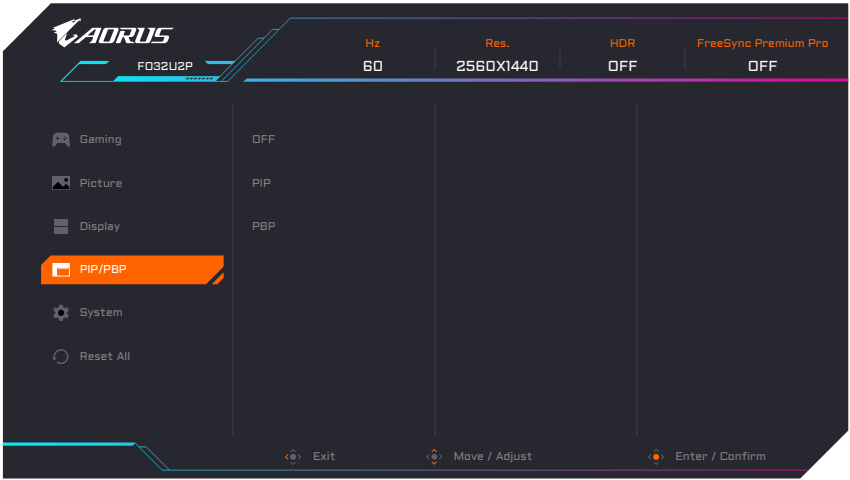 AORUS
FO32U2P
Hz Res. HDR FreeSync Premium Pro
60 2560X1440 OFF OFF
Gaming OFF
Picture PIP
Display PBP
PIP/PBP
System
Reset All
Exit Move / Adjust Enter / Confirm